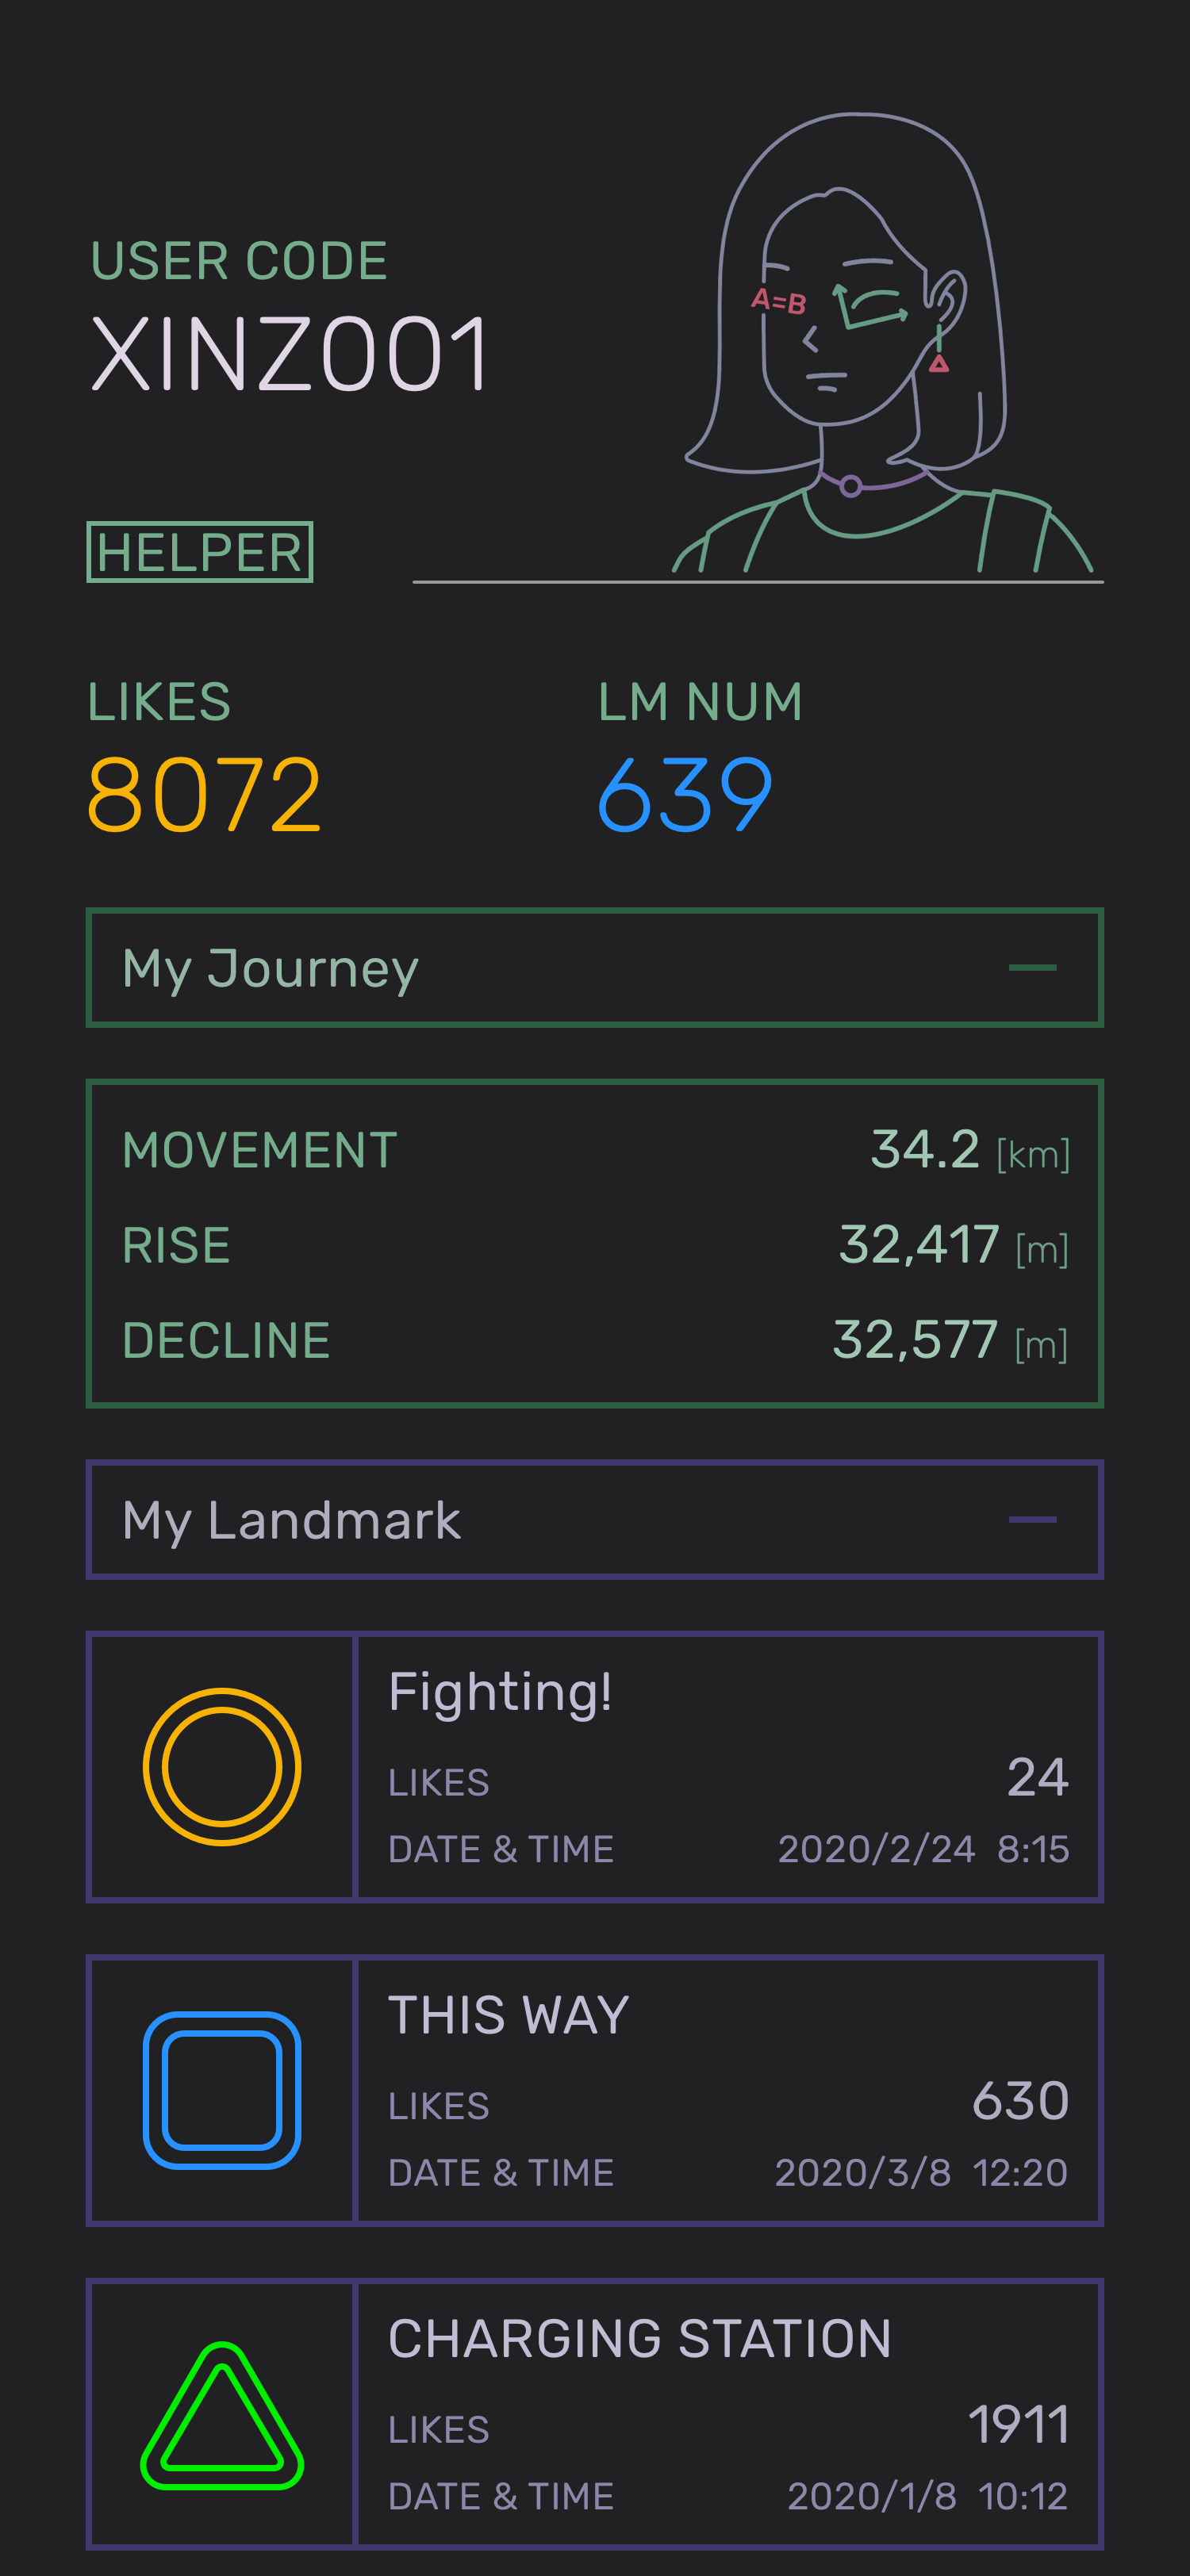 USER CODE
XINZ001
A=B
HELPER
LIKES LM NUM
8072 639
My Journey
MOVEMENT 34.2 [km]
RISE 32,417 [m]
DECLINE 32,577 [m]
My Landmark
Fighting!
LIKES 24
DATE & TIME 2020/2/24 8:15
THIS WAY
LIKES 630
DATE & TIME 2020/3/8 12:20
CHARGING STATION
LIKES 1911
DATE & TIME 2020/1/8 10:12